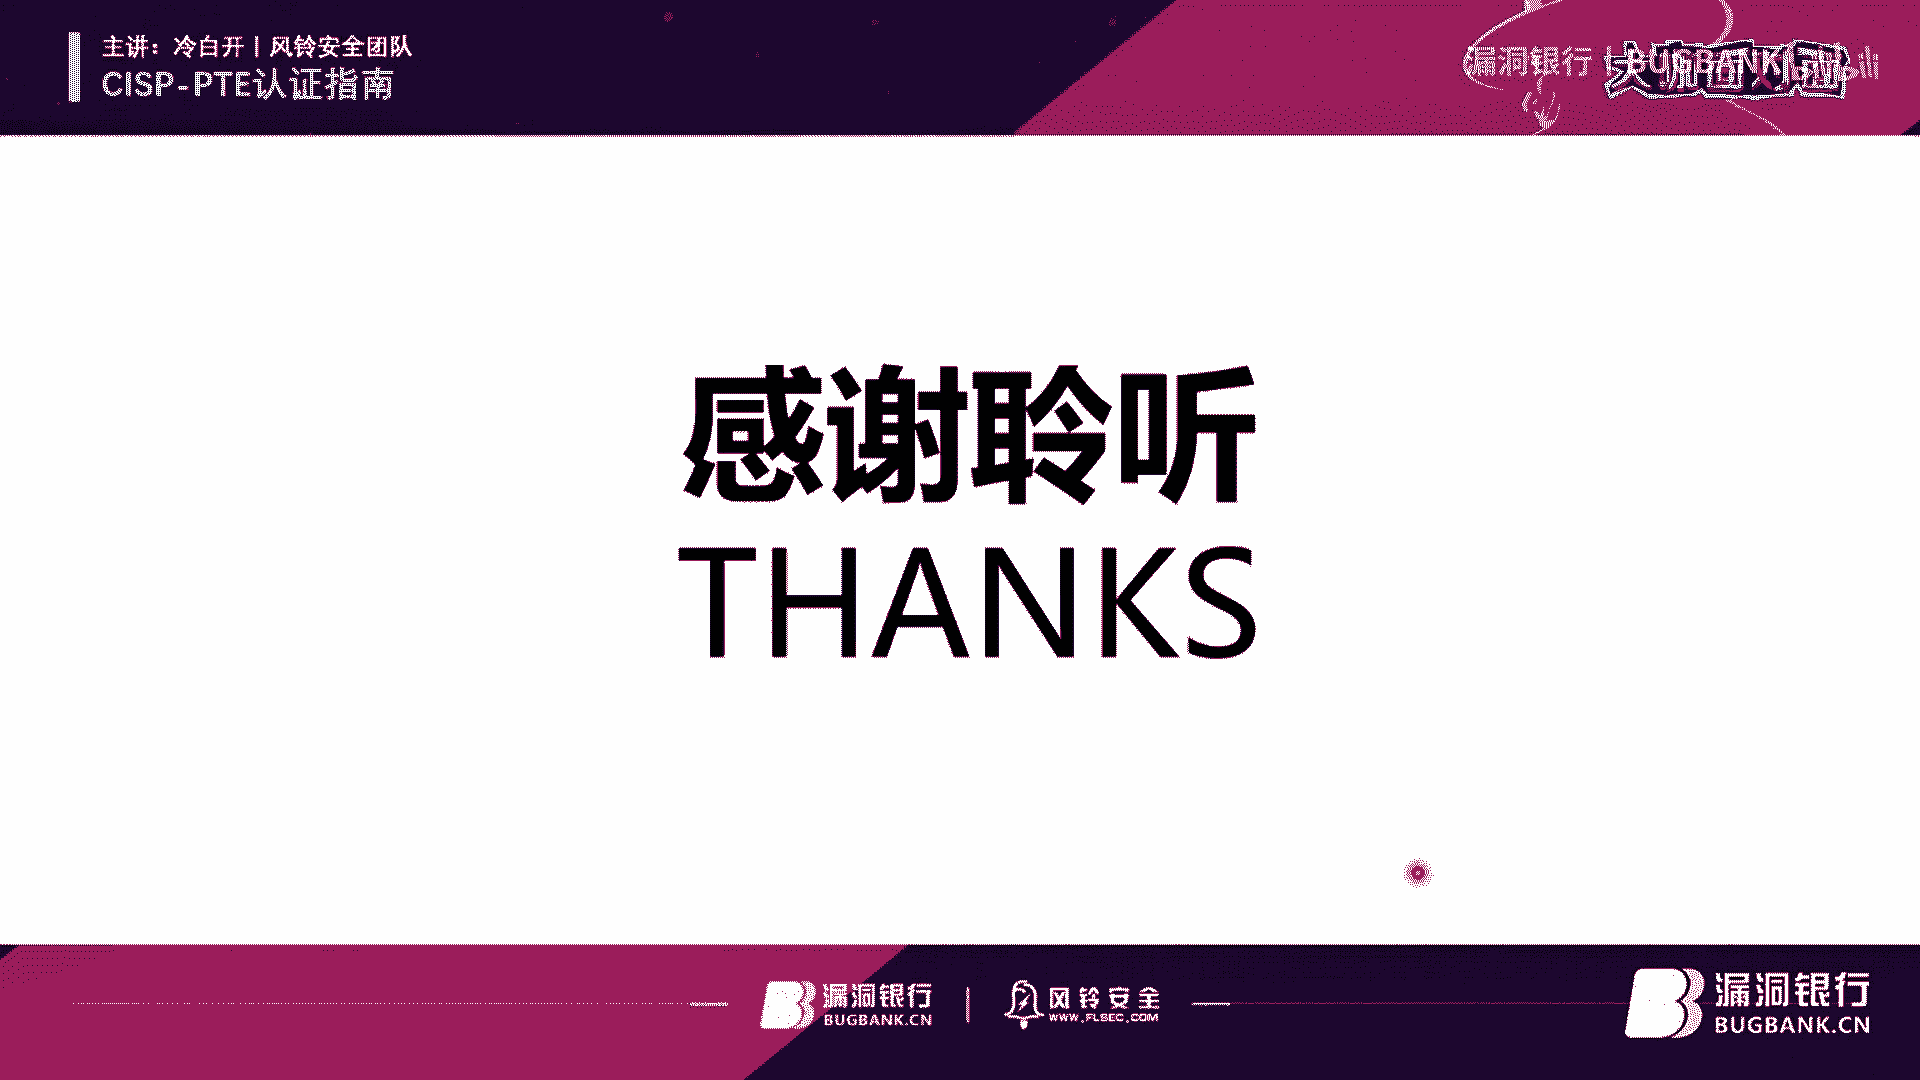 主讲：冷白开丨风铃安全团队
CISP-PTE认证指南
漏洞银行
感谢聆听
THANKS
漏洞银行
BUGBANK.CN
风铃安全
WWW.FLSEC.COM
漏洞银行
BUGBANK.CN